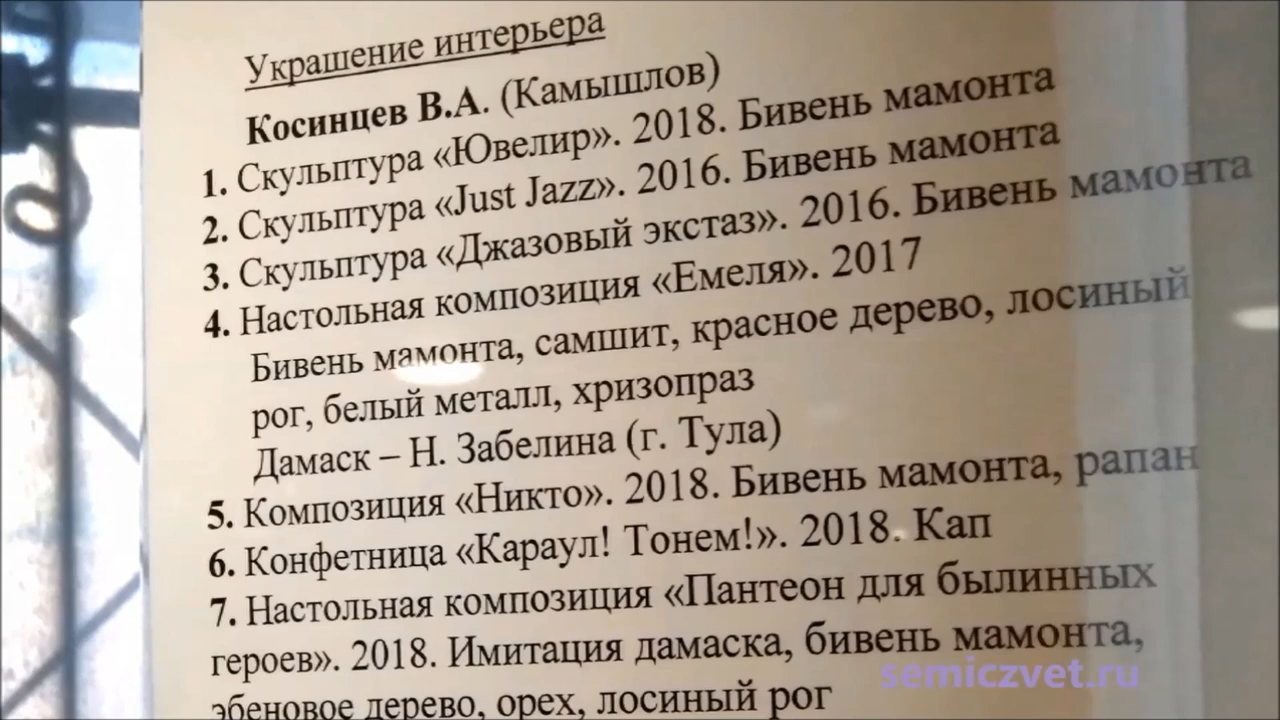 Украшение интерьера
Косинцев В.А. (Камышлов)
1. Скульптура «Ювелир». 2018. Бивень мамонта
2. Скульптура «Just Jazz». 2016. Бивень мамонта
3. Скульптура «Джазовый экстаз». 2016. Бивень мамонта
4. Настольная композиция «Емеля». 2017
Бивень мамонта, самшит, красное дерево, лосиный
рог, белый металл, хризопраз
Дамаск – Н. Забелина (г. Тула)
5. Композиция «Никто». 2018. Бивень мамонта, рапан
6. Конфетница «Караул! Тонем!». 2018. Кап
7. Настольная композиция «Пантеон для былинных
героев». 2018. Имитация дамаска, бивень мамонта,
эбеновое дерево, орех, лосиный рог
semiczvet.ru